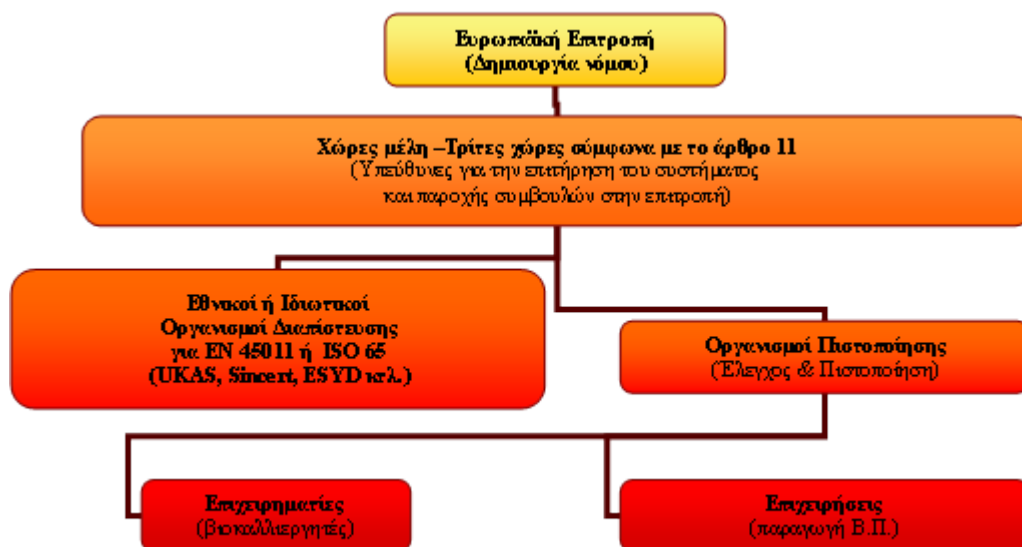 Ευρωπαϊκή Επιτροπή
(Δημιουργία νόμου)
Χώρες μέλη –Τρίτες χώρες σύμφωνα με το άρθρο 11
(Υπεύθυνες για την επιτήρηση του συστήματος
και παροχής συμβουλών στην επιτροπή)
Εθνικοί ή Ιδιωτικοί
Οργανισμοί Διαπίστευσης
για EN 45011 ή ISO 65
(UKAS, Sincert, ESYD κτλ.)
Οργανισμοί Πιστοποίησης
(Έλεγχος & Πιστοποίηση)
Επιχειρηματίες
(βιοκαλλιεργητές)
Επιχειρήσεις
(παραγωγή Β.Π.)